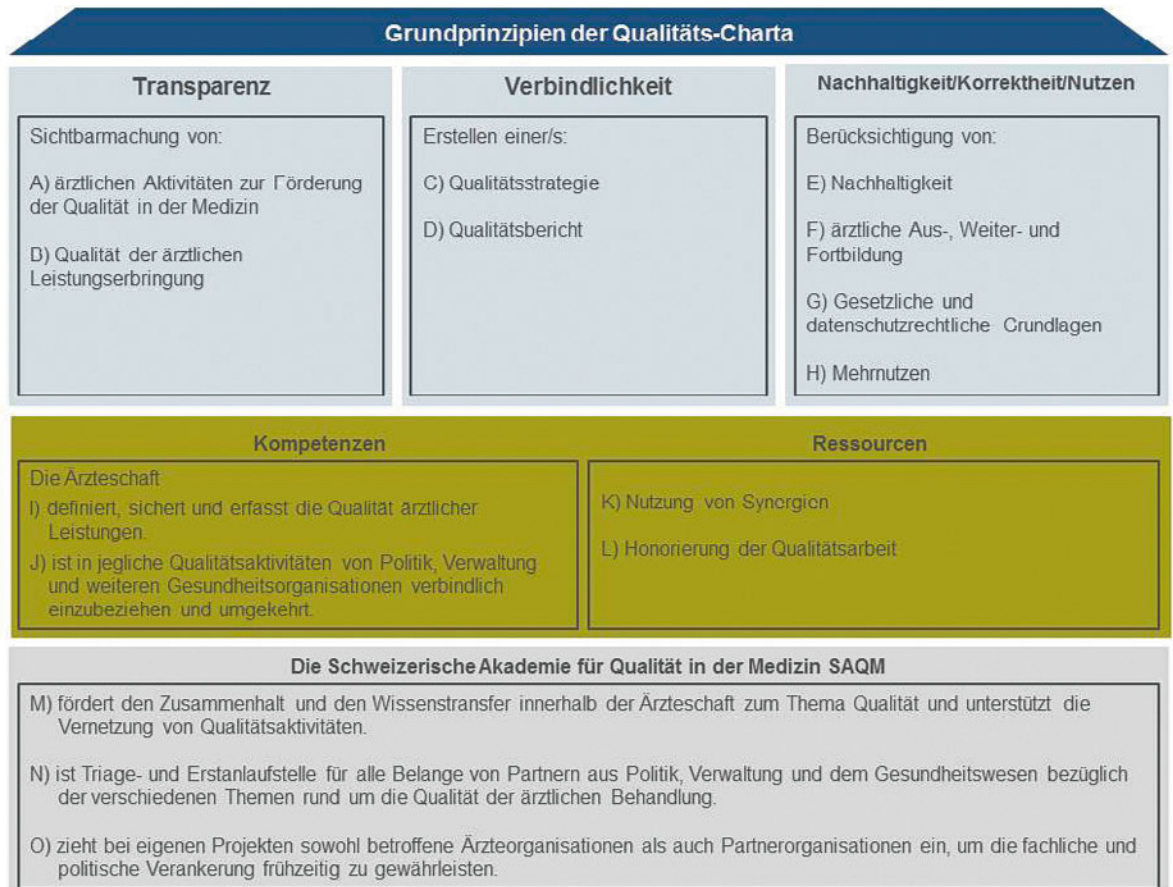 Grundprinzipien der Qualitäts-Charta
Transparenz
Sichtbarmachung von:
A) ärztlichen Aktivitäten zur Förderung
der Qualität in der Medizin
B) Qualität der ärztlichen
Leistungserbringung
Verbindlichkeit
Erstellen einer/s:
C) Qualitätsstrategie
D) Qualitätsbericht
Nachhaltigkeit/Korrektheit/Nutzen
Berücksichtigung von:
E) Nachhaltigkeit
F) ärztliche Aus-, Weiter- und
Fortbildung
G) Gesetzliche und
datenschutzrechtliche Grundlagen
H) Mehrnutzen
Kompetenzen
Die Ärzteschaft
I) definiert, sichert und erfasst die Qualität ärztlicher
Leistungen.
J) ist in jegliche Qualitätsaktivitäten von Politik, Verwaltung
und weiteren Gesundheitsorganisationen verbindlich
einzubeziehen und umgekehrt.
Ressourcen
K) Nutzung von Synergien
L) Honorierung der Qualitätsarbeit
Die Schweizerische Akademie für Qualität in der Medizin SAQM
M) fördert den Zusammenhalt und den Wissenstransfer innerhalb der Ärzteschaft zum Thema Qualität und unterstützt die
Vernetzung von Qualitätsaktivitäten.
N) ist Triage- und Erstanlaufstelle für alle Belange von Partnern aus Politik, Verwaltung und dem Gesundheitswesen bezüglich
der verschiedenen Themen rund um die Qualität der ärztlichen Behandlung.
O) zieht bei eigenen Projekten sowohl betroffene Ärzteorganisationen als auch Partnerorganisationen ein, um die fachliche und
politische Verankerung frühzeitig zu gewährleisten.